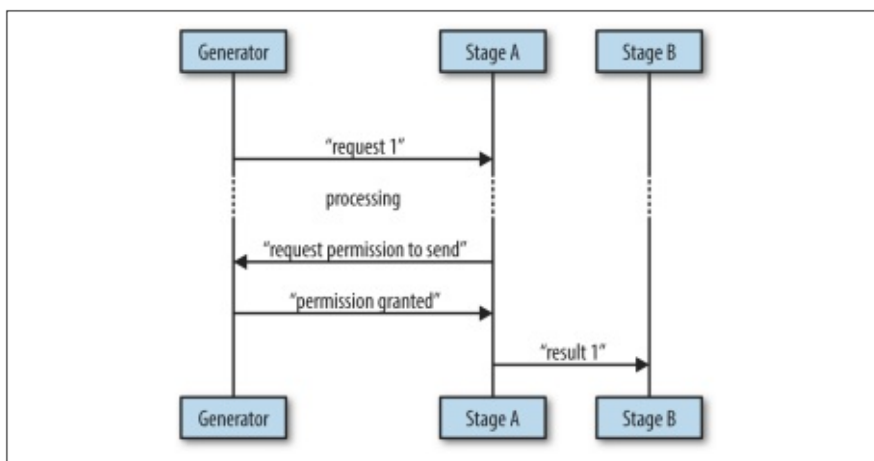 Generator
Stage A
Stage B
“request 1”
processing
“request permission to send”
“permission granted”
“result 1”
Generator
Stage A
Stage B